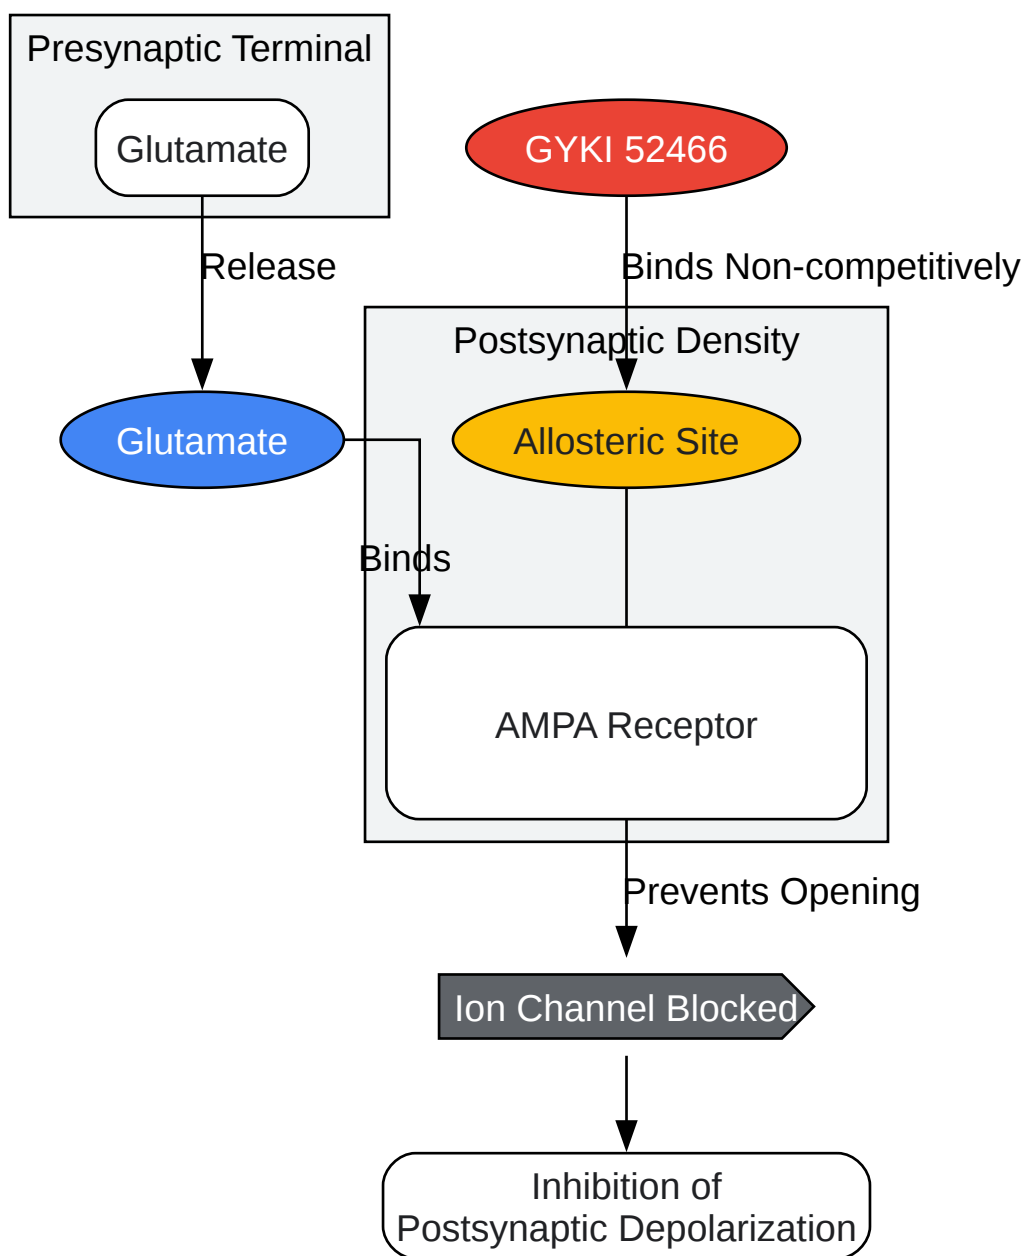 Presynaptic Terminal
Glutamate
GYKI 52466
Release
Binds Non-competitively
Postsynaptic Density
Glutamate
Allosteric Site
Binds
AMPA Receptor
Prevents Opening
Ion Channel Blocked
Inhibition of
Postsynaptic Depolarization